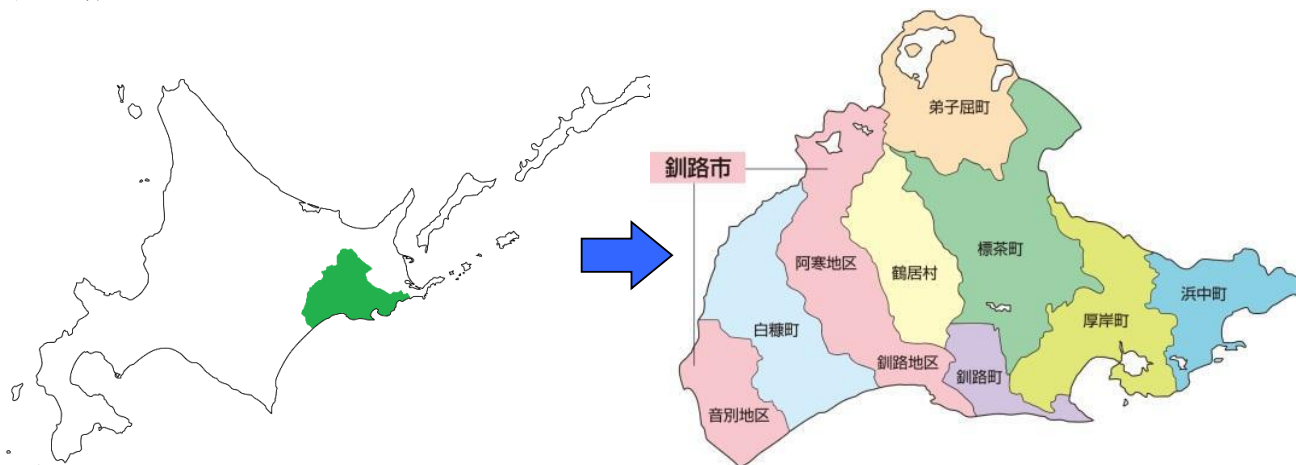 弟子屈町
釧路市
標茶町
阿寒地区
鶴居村
浜中町
厚岸町
白糠町
釧路地区
釧路町
音別地区